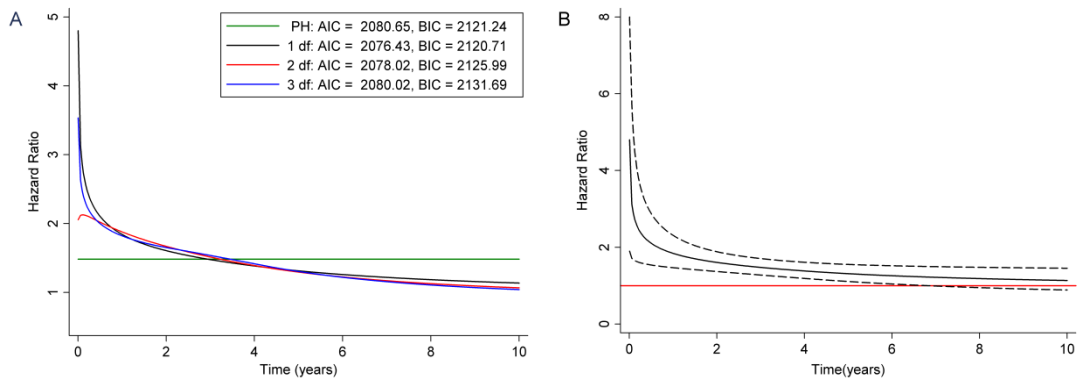 A
Hazard Ratio
5
4
3
2
1
PH: AIC = 2080.65, BIC = 2121.24
1 df: AIC = 2076.43, BIC = 2120.71
2 df: AIC = 2078.02, BIC = 2125.99
3 df: AIC = 2080.02, BIC = 2131.69
0 2 4 6 8 10
Time (years)
B
Hazard Ratio
8
6
4
2
0
0 2 4 6 8 10
Time(years)